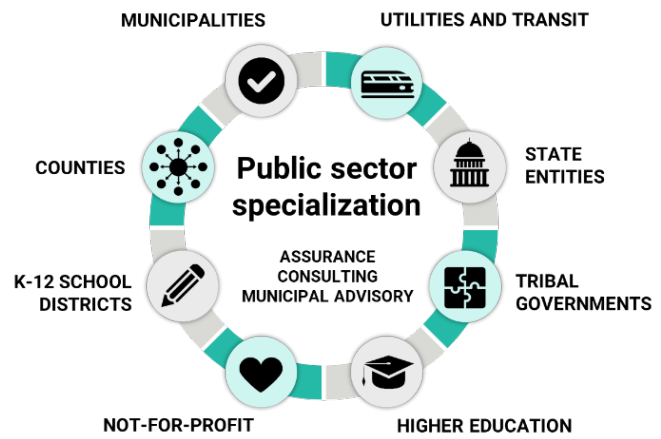 MUNICIPALITIES
UTILITIES AND TRANSIT
COUNTIES
Public sector
specialization
STATE
ENTITIES
ASSURANCE
CONSULTING
MUNICIPAL ADVISORY
K-12 SCHOOL
DISTRICTS
TRIBAL
GOVERNMENTS
NOT-FOR-PROFIT
HIGHER EDUCATION